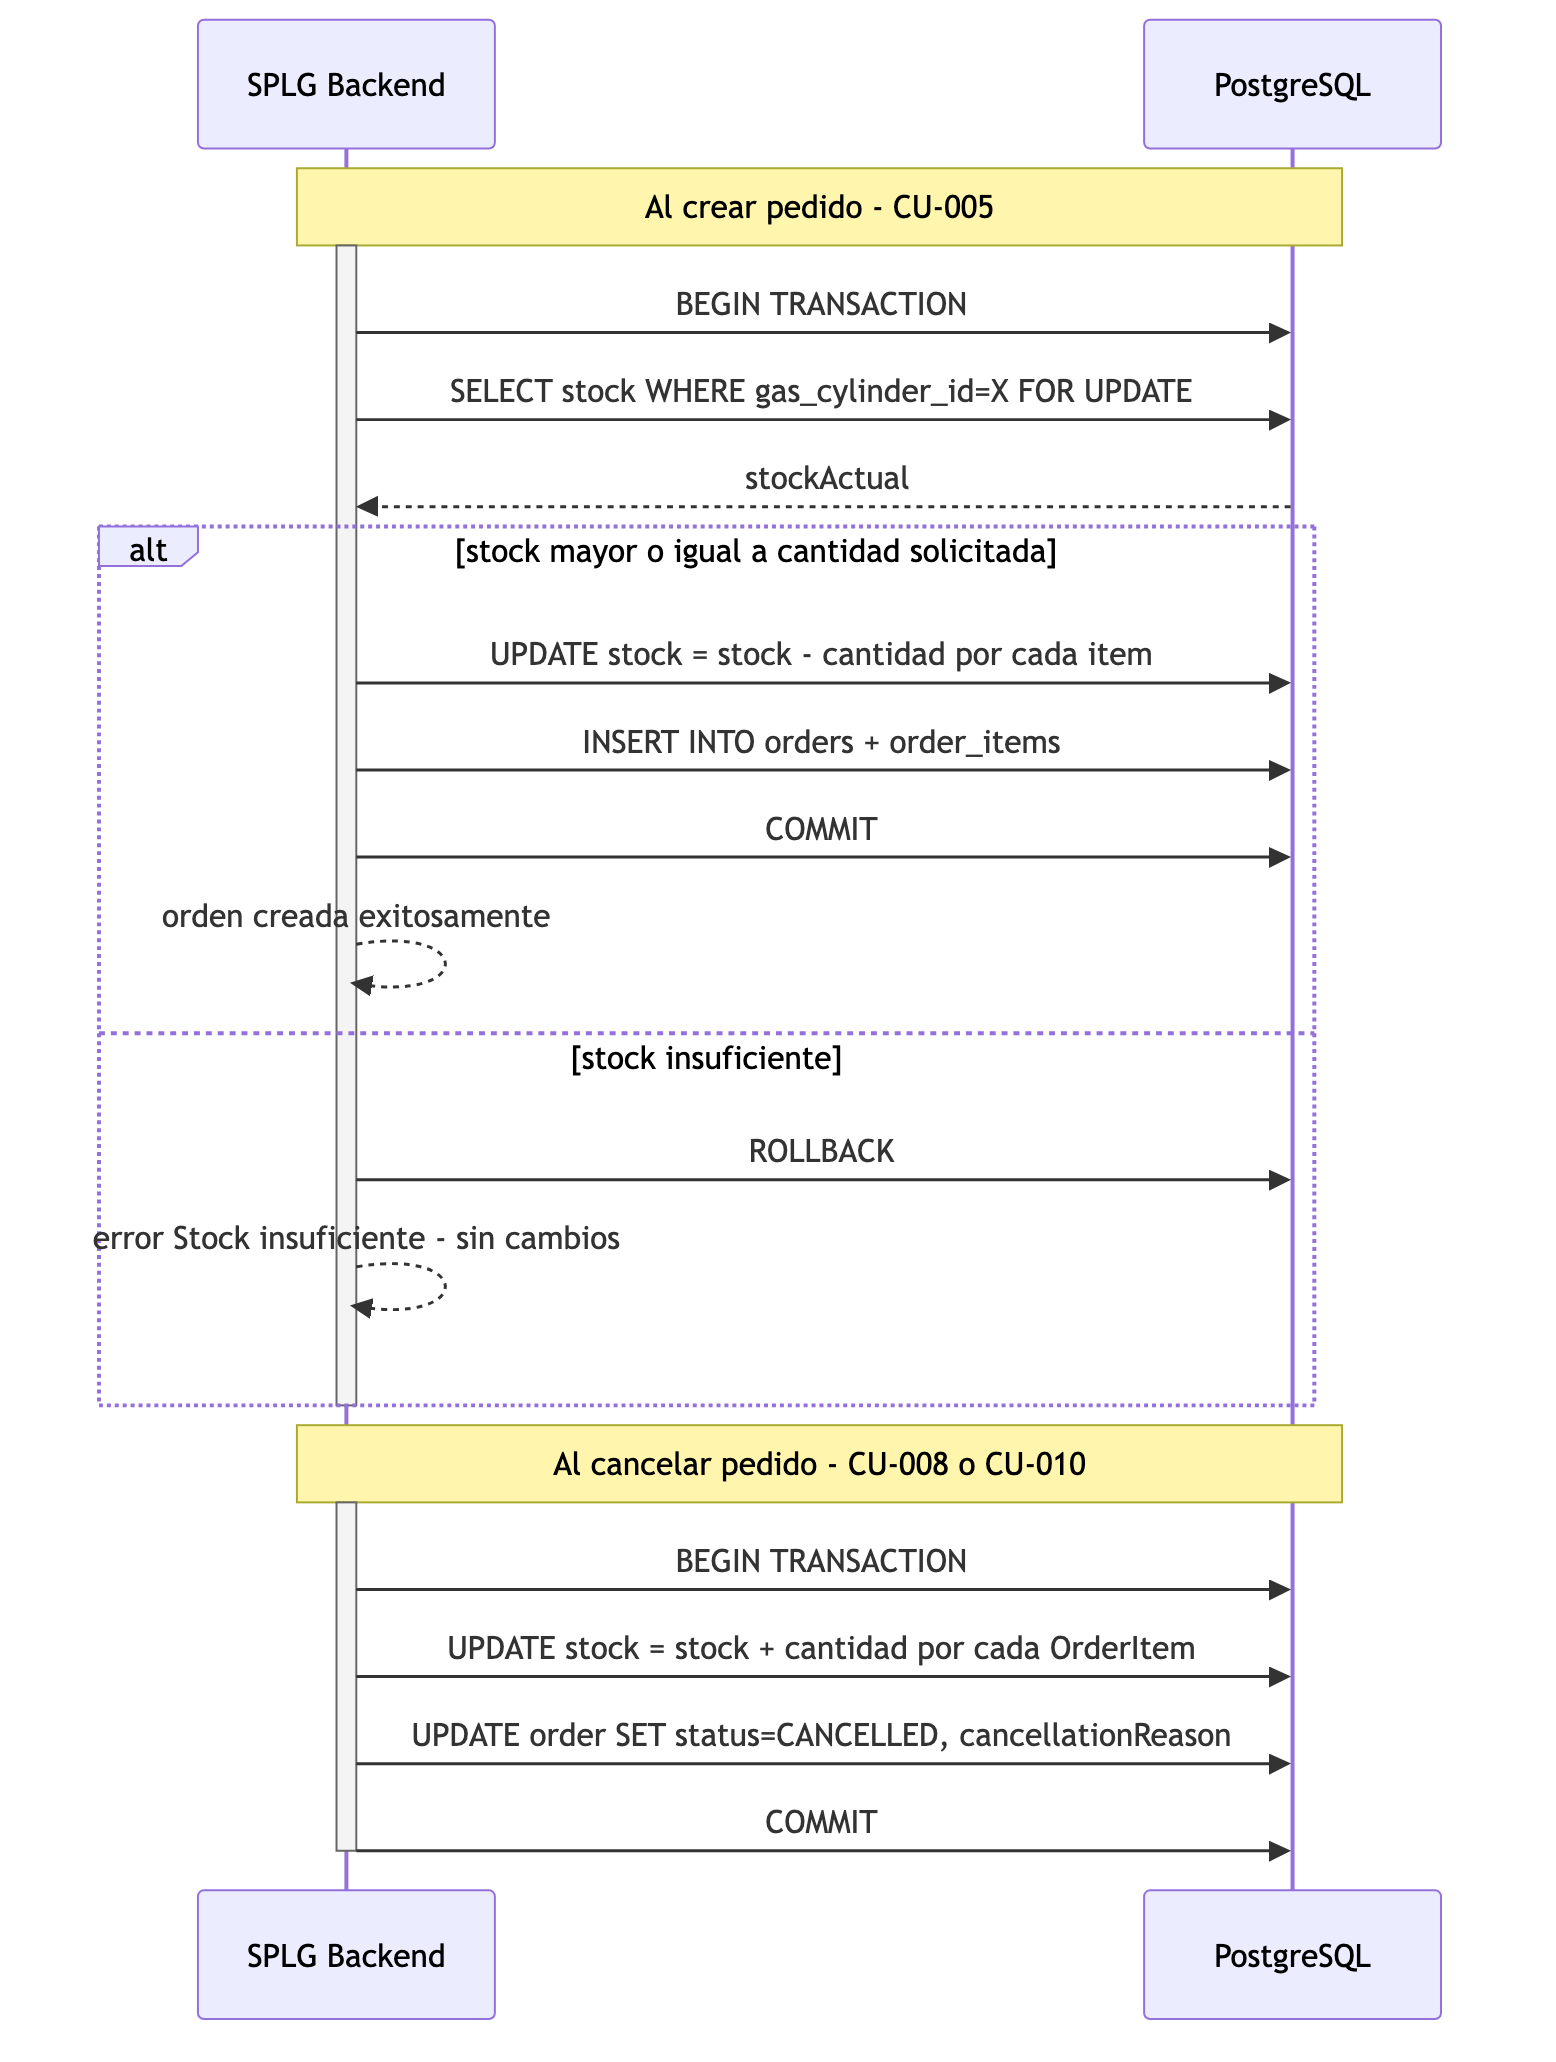 SPLG Backend
PostgreSQL
Al crear pedido - CU-005
BEGIN TRANSACTION
SELECT stock WHERE gas_cylinder_id=X FOR UPDATE
stockActual
alt
[stock mayor o igual a cantidad solicitada]
UPDATE stock = stock - cantidad por cada item
INSERT INTO orders + order_items
COMMIT
orden creada exitosamente
[stock insuficiente]
ROLLBACK
error Stock insuficiente - sin cambios
Al cancelar pedido - CU-008 o CU-010
BEGIN TRANSACTION
UPDATE stock = stock + cantidad por cada OrderItem
UPDATE order SET status=CANCELLED, cancellationReason
COMMIT
SPLG Backend
PostgreSQL